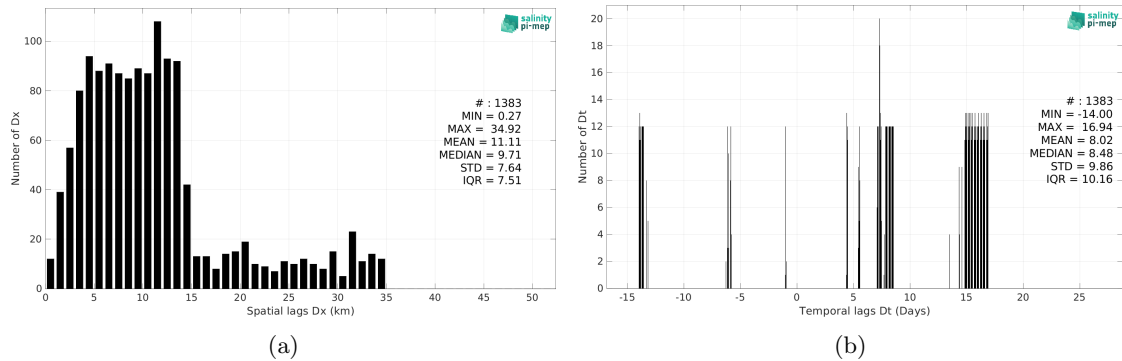 salinity
pi-mep
100
80
60
40
20
0
Number of Dx
# : 1383
MIN = 0.27
MAX = 34.92
MEAN = 11.11
MEDIAN = 9.71
STD = 7.64
IQR = 7.51
0 5 10 15 20 25 30 35 40 45 50
Spatial lags Dx (km)
(a)
salinity
pi-mep
20
18
16
14
12
10
8
6
4
2
0
Number of Dt
# : 1383
MIN = -14.00
MAX = 16.94
MEAN = 8.02
MEDIAN = 8.48
STD = 9.86
IQR = 10.16
-15 -10 -5 0 5 10 15 20 25
Temporal lags Dt (Days)
(b)